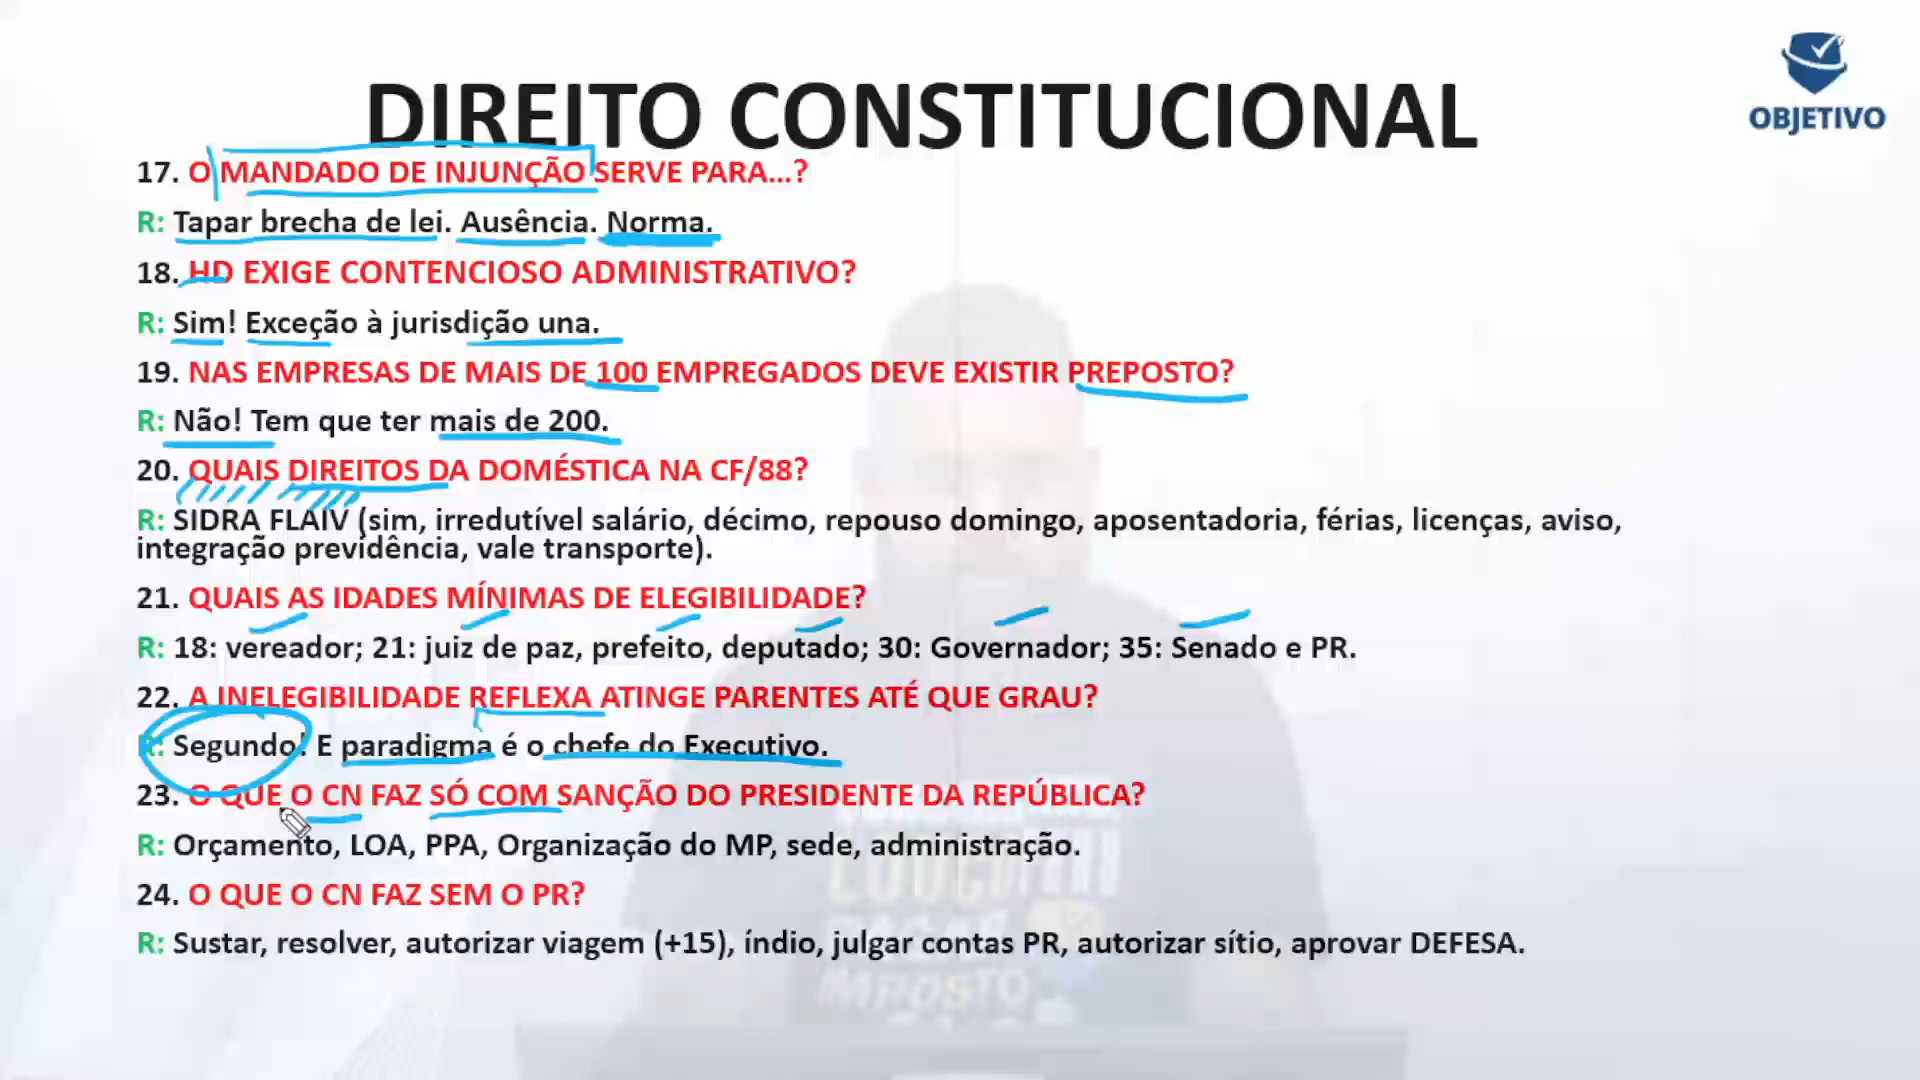 DIREITO CONSTITUCIONAL
OBJETIVO
17. O MANDADO DE INJUNÇÃO SERVE PARA...?
R: Tapar brecha de lei. Ausência. Norma.
18. HD EXIGE CONTENCIOSO ADMINISTRATIVO?
R: Sim! Exceção à jurisdição una.
19. NAS EMPRESAS DE MAIS DE 100 EMPREGADOS DEVE EXISTIR PREPOSTO?
R: Não! Tem que ter mais de 200.
20. QUAIS DIREITOS DA DOMÉSTICA NA CF/88?
R: SIDRA FLAIV (sim, irredutível salário, décimo, repouso domingo, aposentadoria, férias, licenças, aviso,
integração previdência, vale transporte).
21. QUAIS AS IDADES MÍNIMAS DE ELEGIBILIDADE?
R: 18: vereador; 21: juiz de paz, prefeito, deputado; 30: Governador; 35: Senado e PR.
22. A INELEGIBILIDADE REFLEXA ATINGE PARENTES ATÉ QUE GRAU?
R: Segundo! E paradigma é o chefe do Executivo.
23. O QUE O CN FAZ SÓ COM SANÇÃO DO PRESIDENTE DA REPÚBLICA?
R: Orçamento, LOA, PPA, Organização do MP, sede, administração.
24. O QUE O CN FAZ SEM O PR?
R: Sustar, resolver, autorizar viagem (+15), índio, julgar contas PR, autorizar sítio, aprovar DEFESA.
IMPOSTO